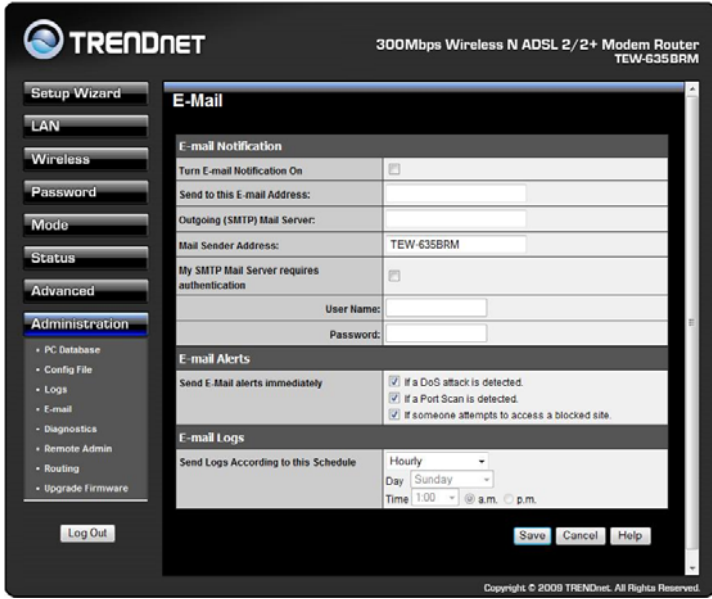 TRENDNET
300Mbps Wireless N ADSL 2/2+ Modem Router
TEW-635BRM
Setup Wizard
LAN
Wireless
Password
Mode
Status
Advanced
Administration
• PC Database
• Config File
• Logs
• E-mail
• Diagnostics
• Remote Admin
• Routing
• Upgrade Firmware
Log Out
E-Mail
E-mail Notification
Turn E-mail Notification On
Send to this E-mail Address:
Outgoing (SMTP) Mail Server:
Mail Sender Address: TEW-635BRM
My SMTP Mail Server requires
authentication
User Name:
Password:
E-mail Alerts
Send E-Mail alerts immediately
If a DoS attack is detected.
If a Port Scan is detected.
If someone attempts to access a blocked site.
E-mail Logs
Send Logs According to this Schedule
Hourly
Day Sunday
Time 1:00 a.m. p.m.
Save Cancel Help
Copyright © 2009 TRENDnet. All Rights Reserved.